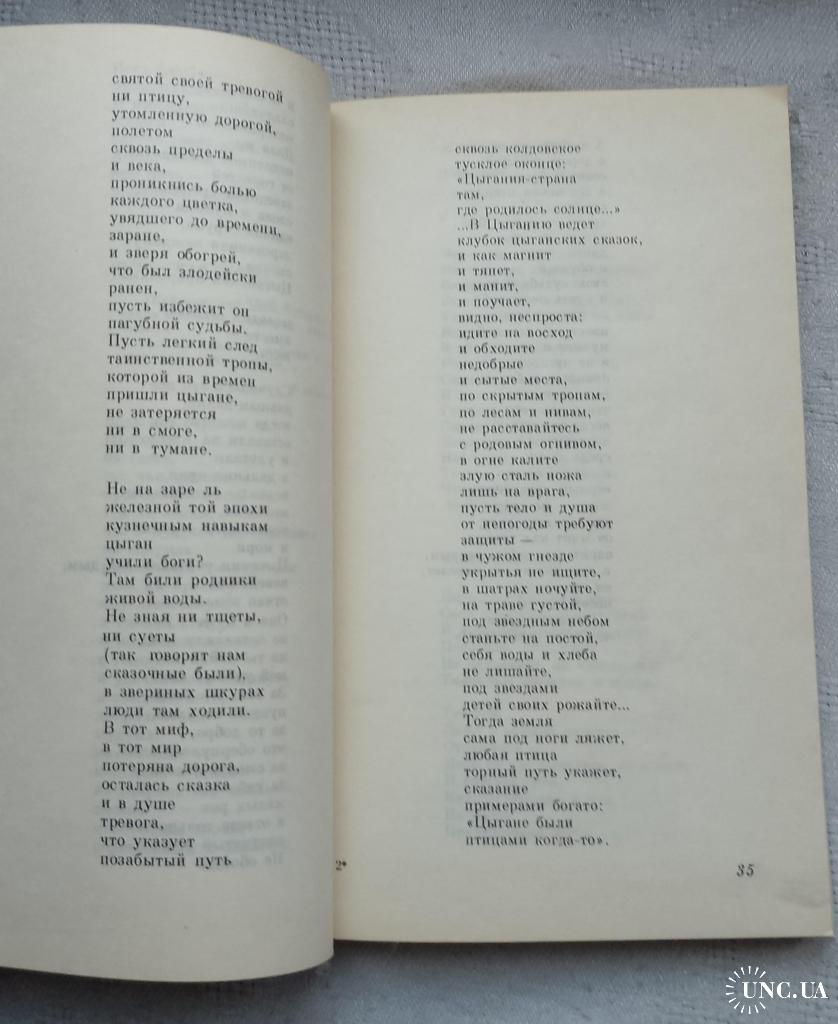 святой своей тревогой
ни птицу,
утомленную дорогой,
полетом
сквозь пределы
и века,
проникнись болью
каждого цветка,
увядшего до времени,
заране,
и зверя обогрей,
что был злодейски
ранен,
пусть избежит он
пагубной судьбы.
Пусть легкий след
таинственной тропы,
которой из времен
пришли цыгане,
не затеряется
ни в смоге,
ни в тумане.
Не на заре ль
железной той эпохи
кузнечным навыкам
цыган
учили боги?
Там били родники
живой воды.
Не зная ни тщеты,
ни суеты
(так говорят нам
сказочные были),
в звериных шкурах
люди там ходили.
В тот миф,
в тот мир
потеряна дорога,
осталась сказка
и в душе
тревога,
что указует
позабытый путь
сквозь колдовское
тусклое оконце:
«Цыгания-страна
там,
где родилось солнце...»
...В Цыганию ведет
клубок цыганских сказок,
и как магнит
и тянет,
и манит,
и поучает,
видно, неспроста:
идите на восход
и обходите
недобрые
и сытые места,
по скрытым тропам,
по лесам и нивам,
не расставайтесь
с родовым огнивом,
в огне калите
злую сталь ножа
лишь на врага,
пусть тело и душа
от непогоды требуют
защиты —
в чужом гнезде
укрытья не ищите,
в шатрах ночуйте,
на траве густой,
под звездным небом
станьте на постой,
себя воды и хлеба
не лишайте,
под звездами
детей своих рожайте...
Тогда земля
сама под ноги ляжет,
любая птица
торный путь укажет,
сказание
примерами богато:
«Цыгане были
птицами когда-то».
2*
35
UNC.UA